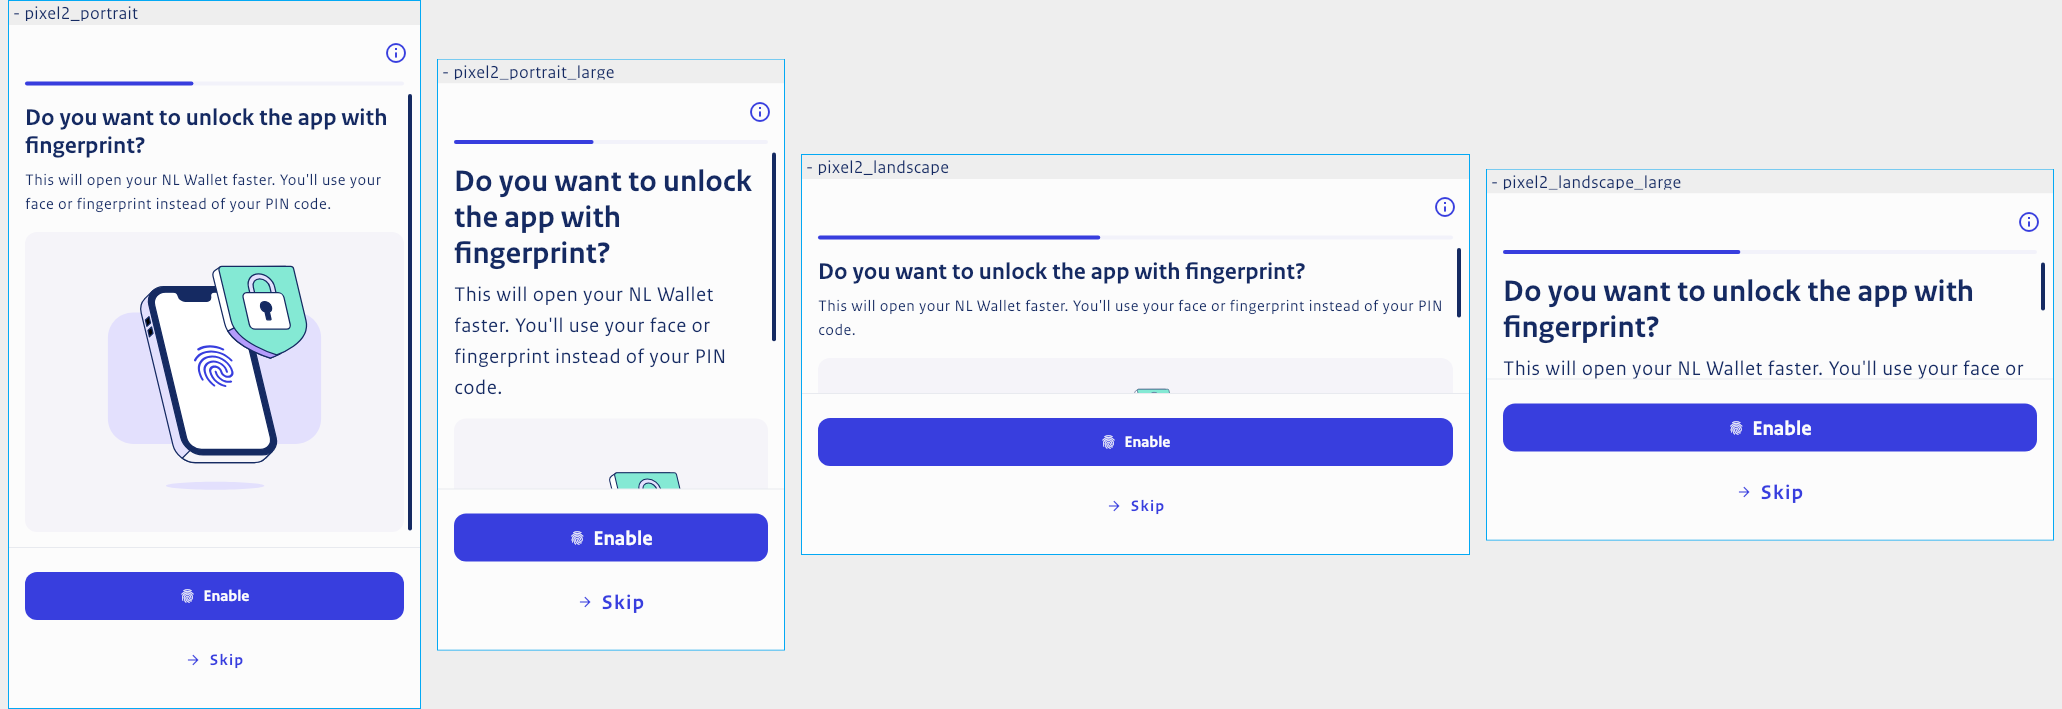 - pixel2_portrait
Do you want to unlock the app with
fingerprint?
This will open your NL Wallet faster. You'll use your
face or fingerprint instead of your PIN code.
Enable
Skip
- pixel2_portrait_large
Do you want to unlock
the app with
fingerprint?
This will open your NL Wallet
faster. You'll use your face or
fingerprint instead of your PIN
code.
Enable
Skip
- pixel2_landscape
Do you want to unlock the app with fingerprint?
This will open your NL Wallet faster. You'll use your face or fingerprint instead of your PIN
code.
Enable
Skip
- pixel2_landscape_large
Do you want to unlock the app with
fingerprint?
This will open your NL Wallet faster. You'll use your face or
Enable
Skip